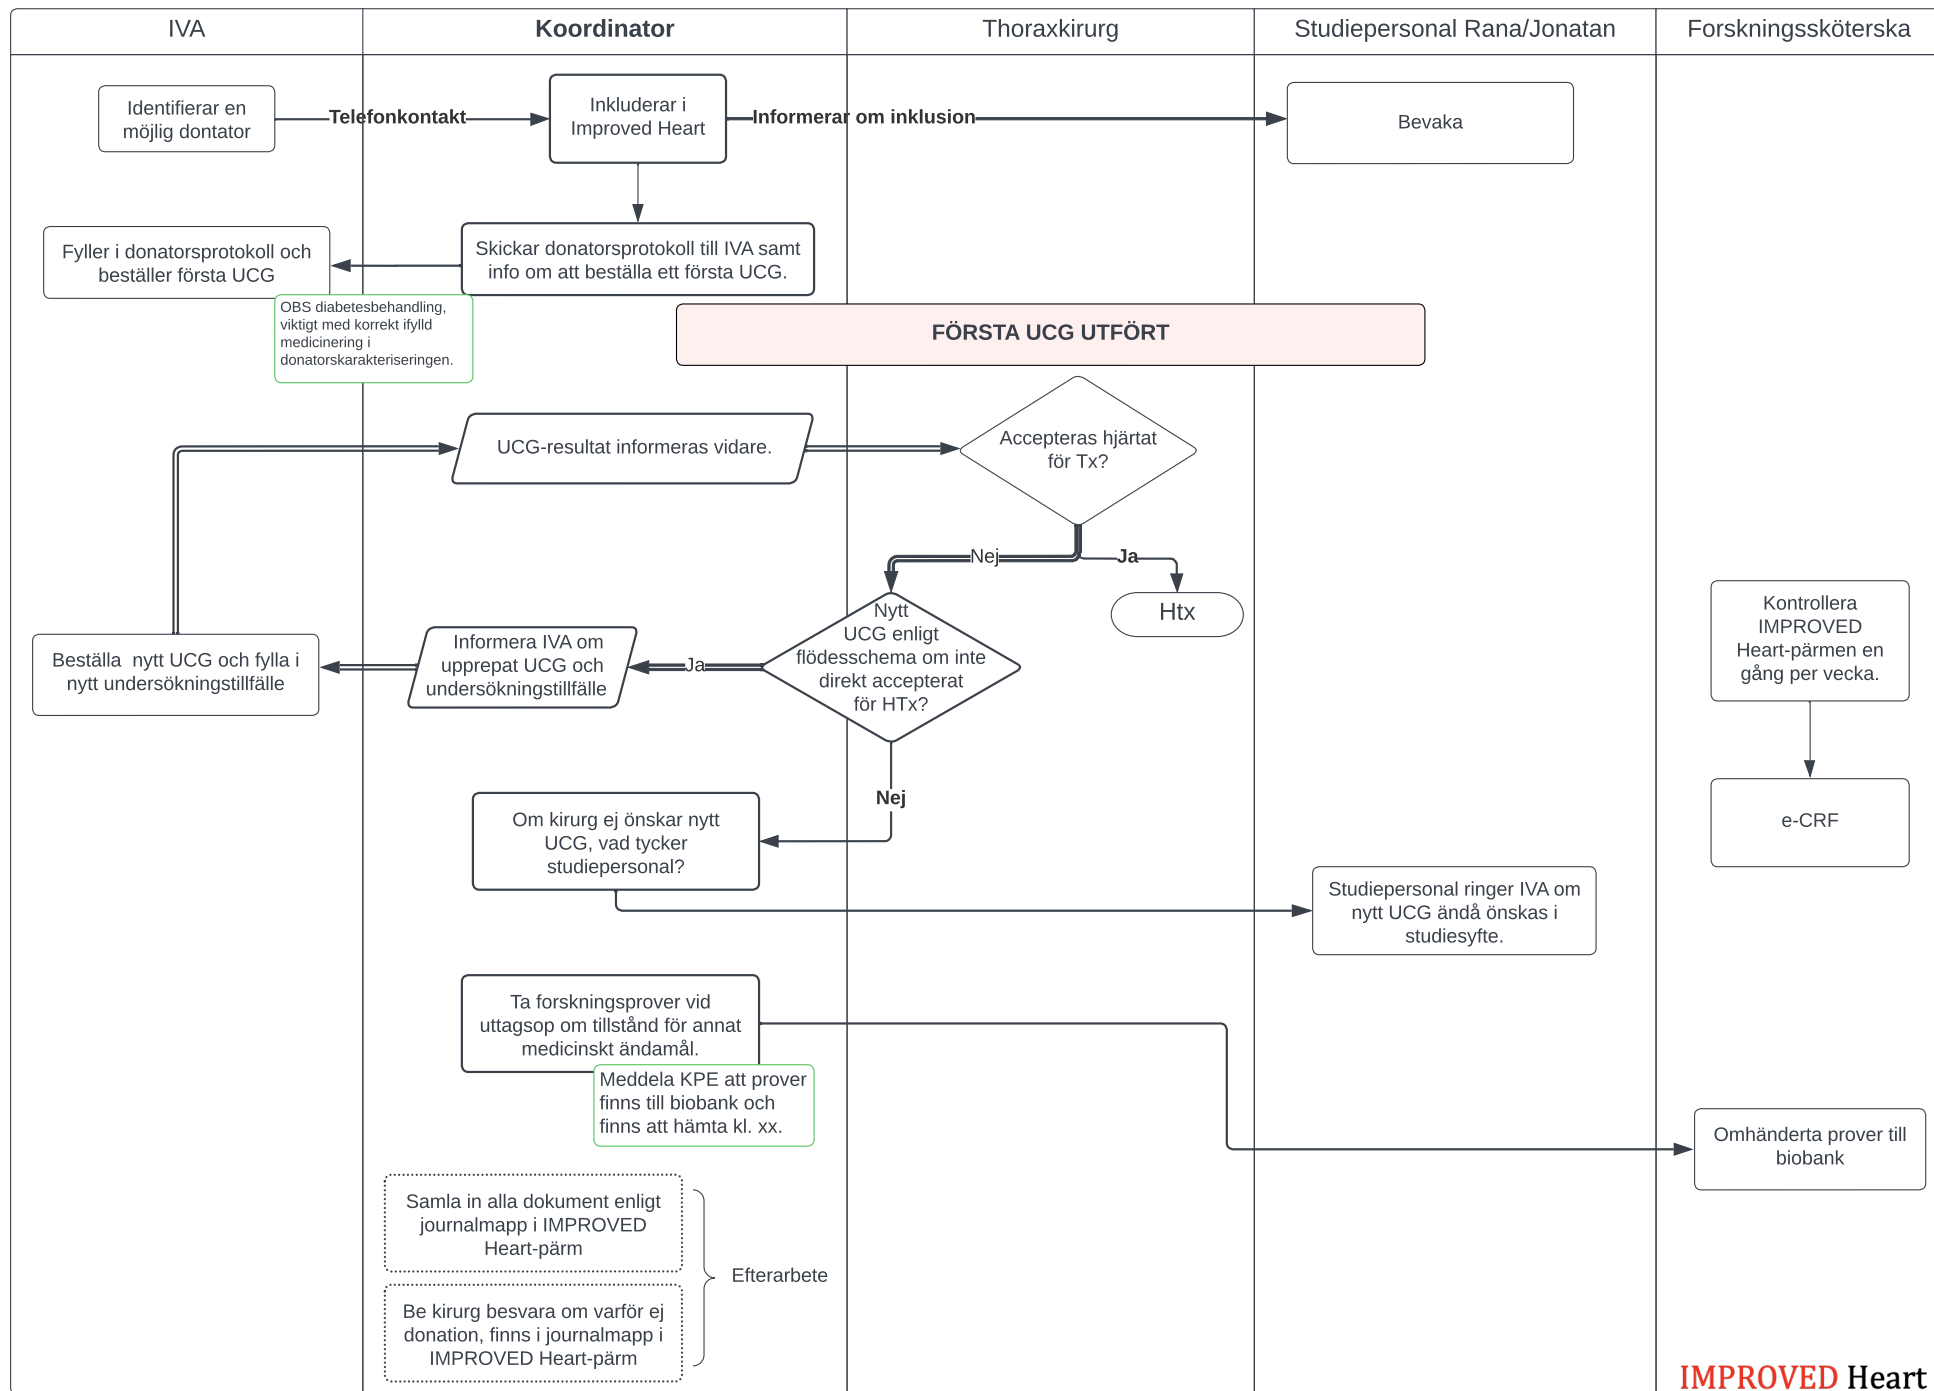 IVA
Koordinator
Thoraxkirurg
Studiepersonal Rana/Jonatan
Forskningssköterska
Identifierar en
möjlig dontator
Telefonkontakt
Inkluderar i
Improved Heart
Informerar om inklusion
Bevaka
Fyller i donatorsprotokoll och
beställer första UCG
Skickar donatorsprotokoll till IVA samt
info om att beställa ett första UCG.
OBS diabetesbehandling,
viktigt med korrekt ifylld
medicinering i
donatorskarakteriseringen.
FÖRSTA UCG UTFÖRT
UCG-resultat informeras vidare.
Accepteras hjärtat
för Tx?
Nej
Ja
Htx
Nytt
UCG enligt
flödesschema om inte
direkt accepterat
för HTx?
Ja
Informera IVA om
upprepat UCG och
undersökningstillfälle
Beställa  nytt UCG och fylla i
nytt undersökningstillfälle
Kontrollera
IMPROVED
Heart-pärmen en
gång per vecka.
Nej
Om kirurg ej önskar nytt
UCG, vad tycker
studiepersonal?
e-CRF
Studiepersonal ringer IVA om
nytt UCG ändå önskas i
studiesyfte.
Ta forskningsprover vid
uttagsop om tillstånd för annat
medicinskt ändamål.
Meddela KPE att prover
finns till biobank och
finns att hämta kl. xx.
Omhänderta prover till
biobank
Samla in alla dokument enligt
journalmapp i IMPROVED
Heart-pärm
Efterarbete
Be kirurg besvara om varför ej
donation, finns i journalmapp i
IMPROVED Heart-pärm
IMPROVED Heart